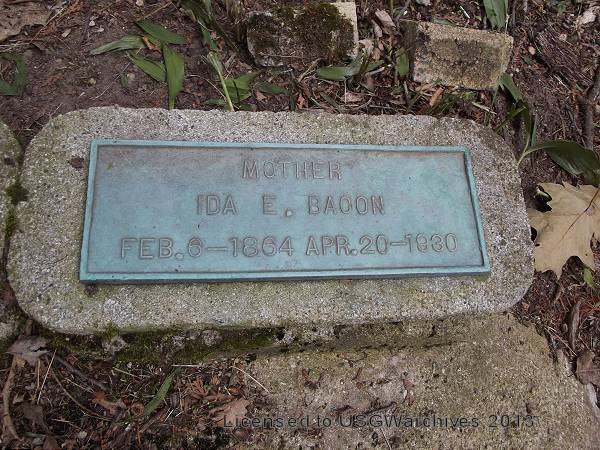 MOTHER
IDA E. BACON
FEB. 6—1864 APR. 20-1930
Licensed to USGWarchives 2013